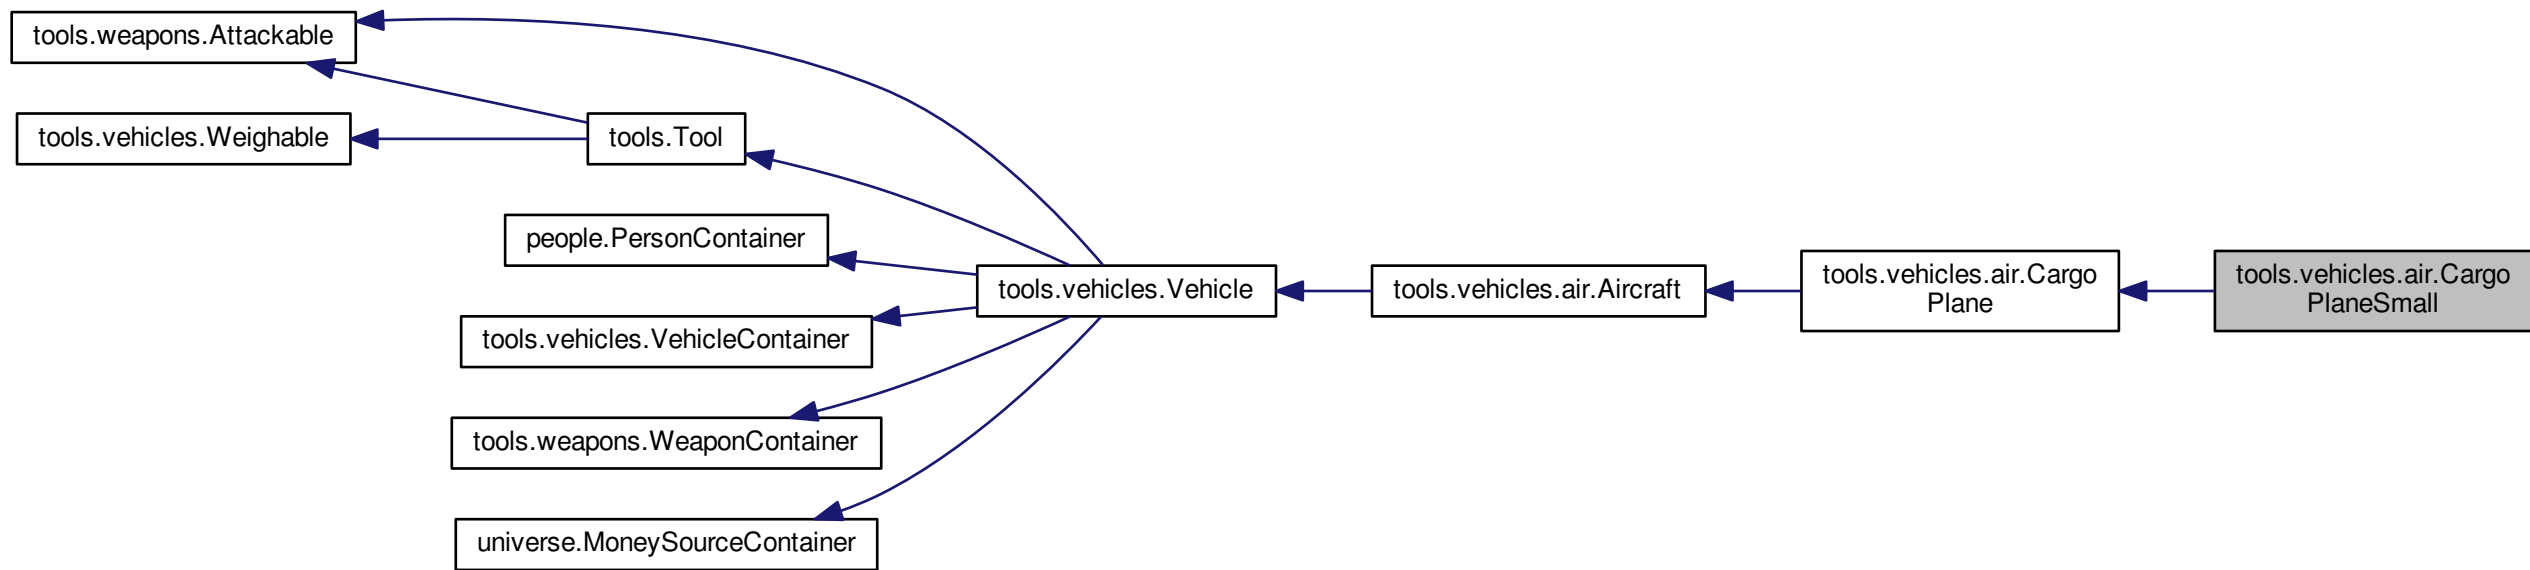 tools.weapons.Attackable
tools.vehicles.Weighable
tools.Tool
people.PersonContainer
tools.vehicles.VehicleContainer
tools.weapons.WeaponContainer
universe.MoneySourceContainer
tools.vehicles.Vehicle
tools.vehicles.air.Aircraft
tools.vehicles.air.Cargo
Plane
tools.vehicles.air.Cargo
PlaneSmall